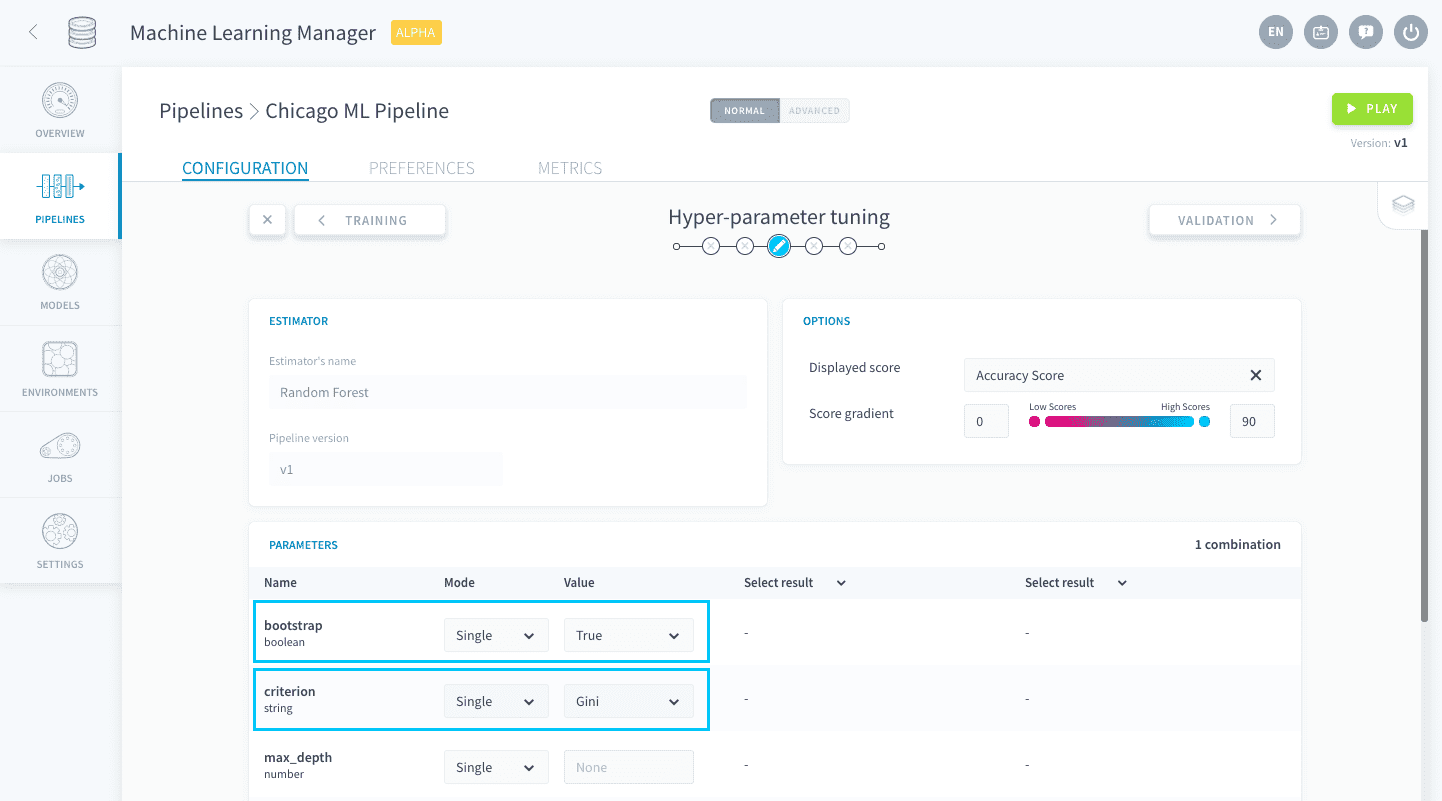 Machine Learning Manager ALPHA EN
OVERVIEW
PIPELINES
MODELS
ENVIRONMENTS
JOBS
SETTINGS
Pipelines > Chicago ML Pipeline
NORMAL ADVANCED
PLAY
Version: v1
CONFIGURATION PREFERENCES METRICS
TRAINING
Hyper-parameter tuning
VALIDATION
ESTIMATOR
Estimator's name
Random Forest
Pipeline version
v1
OPTIONS
Displayed score
Accuracy Score
Score gradient
0
Low Scores High Scores
90
PARAMETERS 1 combination
Name Mode Value Select result Select result
bootstrap
boolean
Single True - -
criterion
string
Single Gini - -
max_depth
number
Single None - -